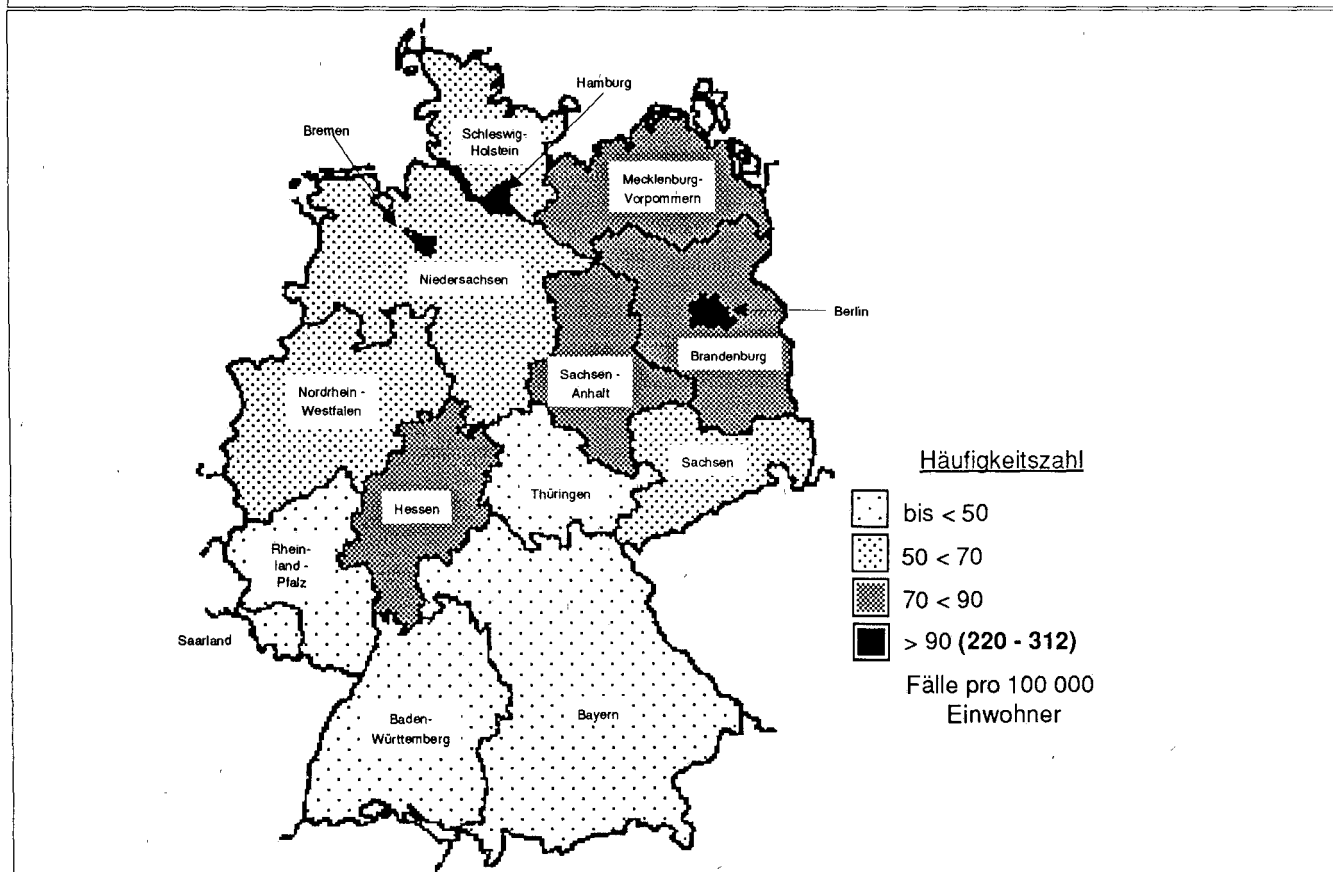 Hamburg
Bremen
Schleswig-
Holstein
Mecklenburg-
Vorpommern
Niedersachsen
Berlin
Brandenburg
Sachsen -
Anhalt
Nordrhein -
Westfalen
Sachsen
Thüringen
Hessen
Rhein-
land -
Pfalz
Saarland
Baden-
Württemberg
Bayern
Häufigkeitszahl
bis < 50
50 < 70
70 < 90
> 90 (220 - 312)
Fälle pro 100 000
Einwohner